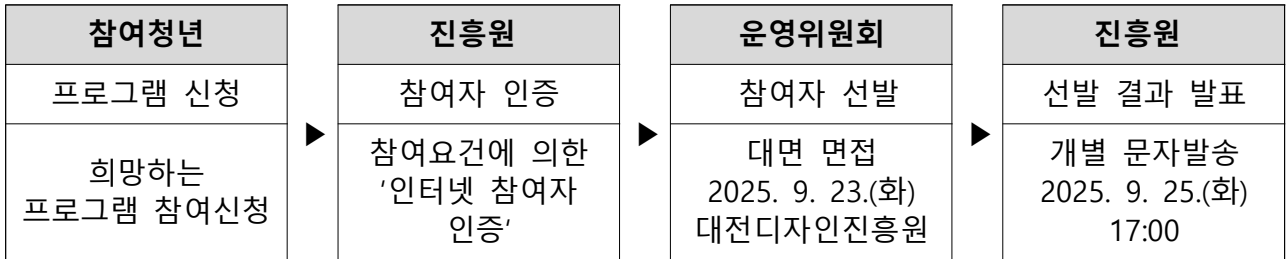 참여청년
프로그램 신청
희망하는
프로그램 참여신청
▶
진흥원
참여자 인증
참여요건에 의한
'인터넷 참여자
인증'
▶
운영위원회
참여자 선발
대면 면접
2025. 9. 23.(화)
대전디자인진흥원
▶
진흥원
선발 결과 발표
개별 문자발송
2025. 9. 25.(화)
17:00